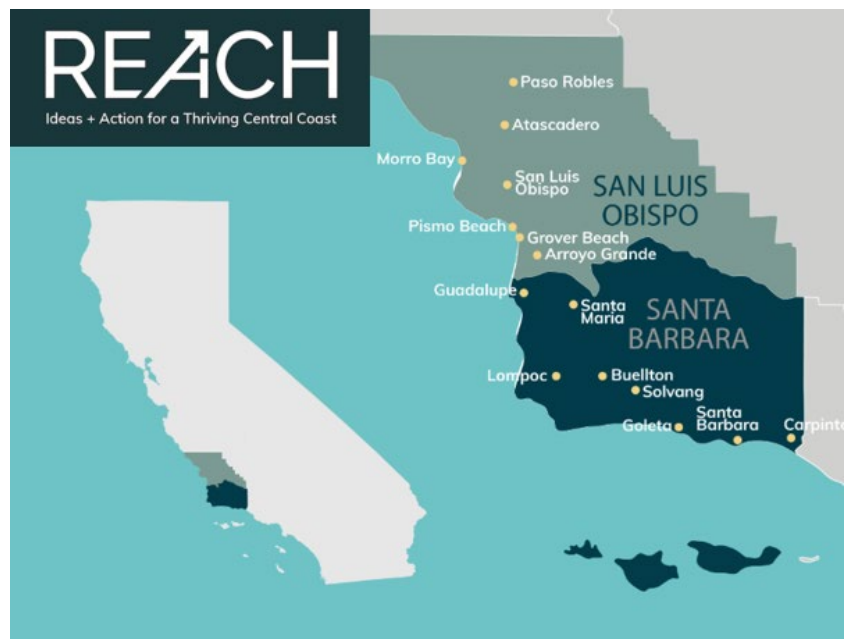 REACH
Ideas + Action for a Thriving Central Coast
Paso Robles
Atascadero
Morro Bay
San Luis
Obispo
SAN LUIS
OBISPO
Pismo Beach
Grover Beach
Arroyo Grande
Guadalupe
Santa
Maria
SANTA
BARBARA
Lompoc
Buellton
Solvang
Goleta
Santa
Barbara
Carpinte